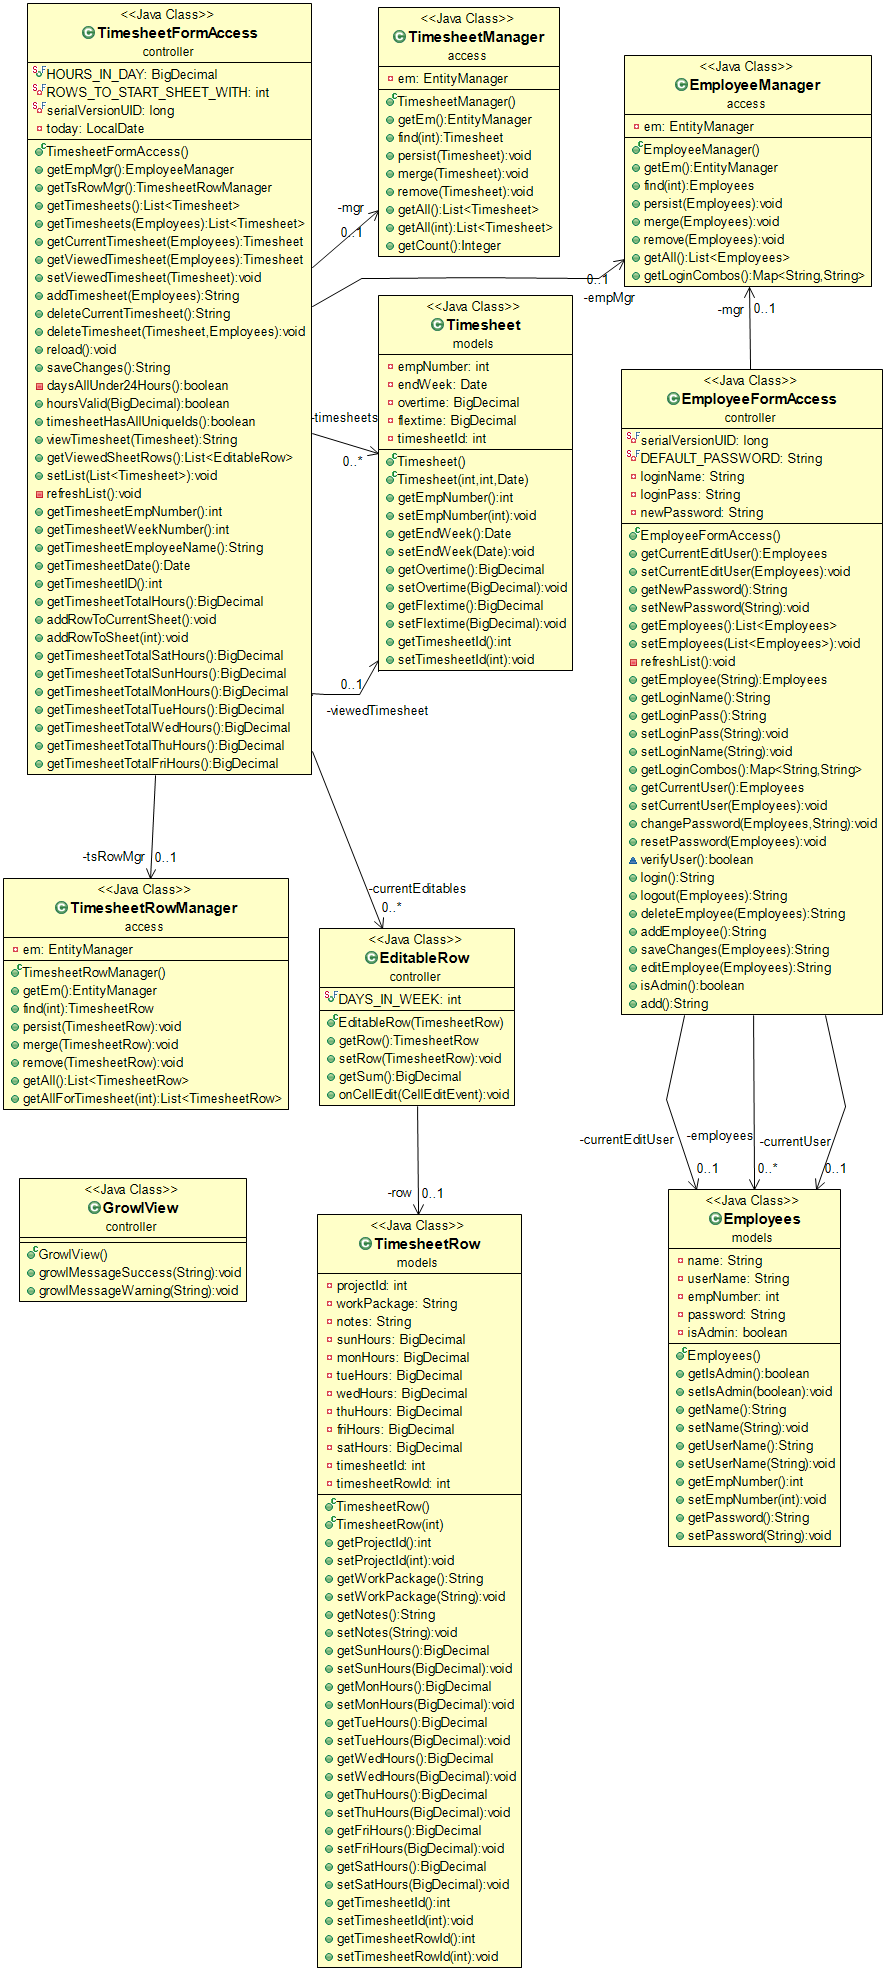 <<Java Class>>
TimesheetFormAccess
controller
HOURS_IN_DAY: BigDecimal
ROWS_TO_START_SHEET_WITH: int
serialVersionUID: long
today: LocalDate
TimesheetFormAccess()
getEmpMgr():EmployeeManager
getTsRowMgr():TimesheetRowManager
getTimesheets():List<Timesheet>
getTimesheets(Employees):List<Timesheet>
getCurrentTimesheet(Employees):Timesheet
getViewedTimesheet(Employees):Timesheet
setViewedTimesheet(Timesheet):void
addTimesheet(Employees):String
deleteCurrentTimesheet():String
deleteTimesheet(Timesheet,Employees):void
reload():void
saveChanges():String
daysAllUnder24Hours():boolean
hoursValid(BigDecimal):boolean
timesheetHasAllUniqueIds():boolean
viewTimesheet(Timesheet):String
getViewedSheetRows():List<EditableRow>
setList(List<Timesheet>):void
refreshList():void
getTimesheetEmpNumber():int
getTimesheetWeekNumber():int
getTimesheetEmployeeName():String
getTimesheetDate():Date
getTimesheetID():int
getTimesheetTotalHours():BigDecimal
addRowToCurrentSheet():void
addRowToSheet(int):void
getTimesheetTotalSatHours():BigDecimal
getTimesheetTotalSunHours():BigDecimal
getTimesheetTotalMonHours():BigDecimal
getTimesheetTotalTueHours():BigDecimal
getTimesheetTotalWedHours():BigDecimal
getTimesheetTotalThuHours():BigDecimal
getTimesheetTotalFriHours():BigDecimal
<<Java Class>>
TimesheetManager
access
em: EntityManager
TimesheetManager()
getEm():EntityManager
find(int):Timesheet
persist(Timesheet):void
merge(Timesheet):void
remove(Timesheet):void
getAll():List<Timesheet>
getAll(int):List<Timesheet>
getCount():Integer
-mgr
0..1
<<Java Class>>
EmployeeManager
access
em: EntityManager
EmployeeManager()
getEm():EntityManager
find(int):Employees
persist(Employees):void
merge(Employees):void
remove(Employees):void
getAll():List<Employees>
getLoginCombos():Map<String,String>
0..1
-empMgr
-mgr
0..1
<<Java Class>>
Timesheet
models
empNumber: int
endWeek: Date
overtime: BigDecimal
flextime: BigDecimal
timesheetId: int
Timesheet()
Timesheet(int,int,Date)
getEmpNumber():int
setEmpNumber(int):void
getEndWeek():Date
setEndWeek(Date):void
getOvertime():BigDecimal
setOvertime(BigDecimal):void
getFlextime():BigDecimal
setFlextime(BigDecimal):void
getTimesheetId():int
setTimesheetId(int):void
-timesheets
0..*
0..1
-viewedTimesheet
<<Java Class>>
EmployeeFormAccess
controller
serialVersionUID: long
DEFAULT_PASSWORD: String
loginName: String
loginPass: String
newPassword: String
EmployeeFormAccess()
getCurrentEditUser():Employees
setCurrentEditUser(Employees):void
getNewPassword():String
setNewPassword(String):void
getEmployees():List<Employees>
setEmployees(List<Employees>):void
refreshList():void
getEmployee(String):Employees
getLoginName():String
getLoginPass():String
setLoginPass(String):void
setLoginName(String):void
getLoginCombos():Map<String,String>
getCurrentUser():Employees
setCurrentUser(Employees):void
changePassword(Employees,String):void
resetPassword(Employees):void
verifyUser():boolean
login():String
logout(Employees):String
deleteEmployee(Employees):String
addEmployee():String
saveChanges(Employees):String
editEmployee(Employees):String
isAdmin():boolean
add():String
-tsRowMgr
0..1
<<Java Class>>
TimesheetRowManager
access
em: EntityManager
TimesheetRowManager()
getEm():EntityManager
find(int):TimesheetRow
persist(TimesheetRow):void
merge(TimesheetRow):void
remove(TimesheetRow):void
getAll():List<TimesheetRow>
getAllForTimesheet(int):List<TimesheetRow>
-currentEditables
0..*
<<Java Class>>
EditableRow
controller
DAYS_IN_WEEK: int
EditableRow(TimesheetRow)
getRow():TimesheetRow
setRow(TimesheetRow):void
getSum():BigDecimal
onCellEdit(CellEditEvent):void
-row
0..1
-currentEditUser
0..1
-employees
0..*
-currentUser
0..1
<<Java Class>>
GrowlView
controller
GrowlView()
growlMessageSuccess(String):void
growlMessageWarning(String):void
<<Java Class>>
TimesheetRow
models
projectId: int
workPackage: String
notes: String
sunHours: BigDecimal
monHours: BigDecimal
tueHours: BigDecimal
wedHours: BigDecimal
thuHours: BigDecimal
friHours: BigDecimal
satHours: BigDecimal
timesheetId: int
timesheetRowId: int
TimesheetRow()
TimesheetRow(int)
getProjectId():int
setProjectId(int):void
getWorkPackage():String
setWorkPackage(String):void
getNotes():String
setNotes(String):void
getSunHours():BigDecimal
setSunHours(BigDecimal):void
getMonHours():BigDecimal
setMonHours(BigDecimal):void
getTueHours():BigDecimal
setTueHours(BigDecimal):void
getWedHours():BigDecimal
setWedHours(BigDecimal):void
getThuHours():BigDecimal
setThuHours(BigDecimal):void
getFriHours():BigDecimal
setFriHours(BigDecimal):void
getSatHours():BigDecimal
setSatHours(BigDecimal):void
getTimesheetId():int
setTimesheetId(int):void
getTimesheetRowId():int
setTimesheetRowId(int):void
<<Java Class>>
Employees
models
name: String
userName: String
empNumber: int
password: String
isAdmin: boolean
Employees()
getIsAdmin():boolean
setIsAdmin(boolean):void
getName():String
setName(String):void
getUserName():String
setUserName(String):void
getEmpNumber():int
setEmpNumber(int):void
getPassword():String
setPassword(String):void